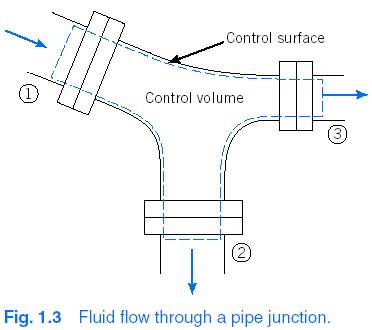 Control surface
①
Control volume
③
②
Fig. 1.3 Fluid flow through a pipe junction.